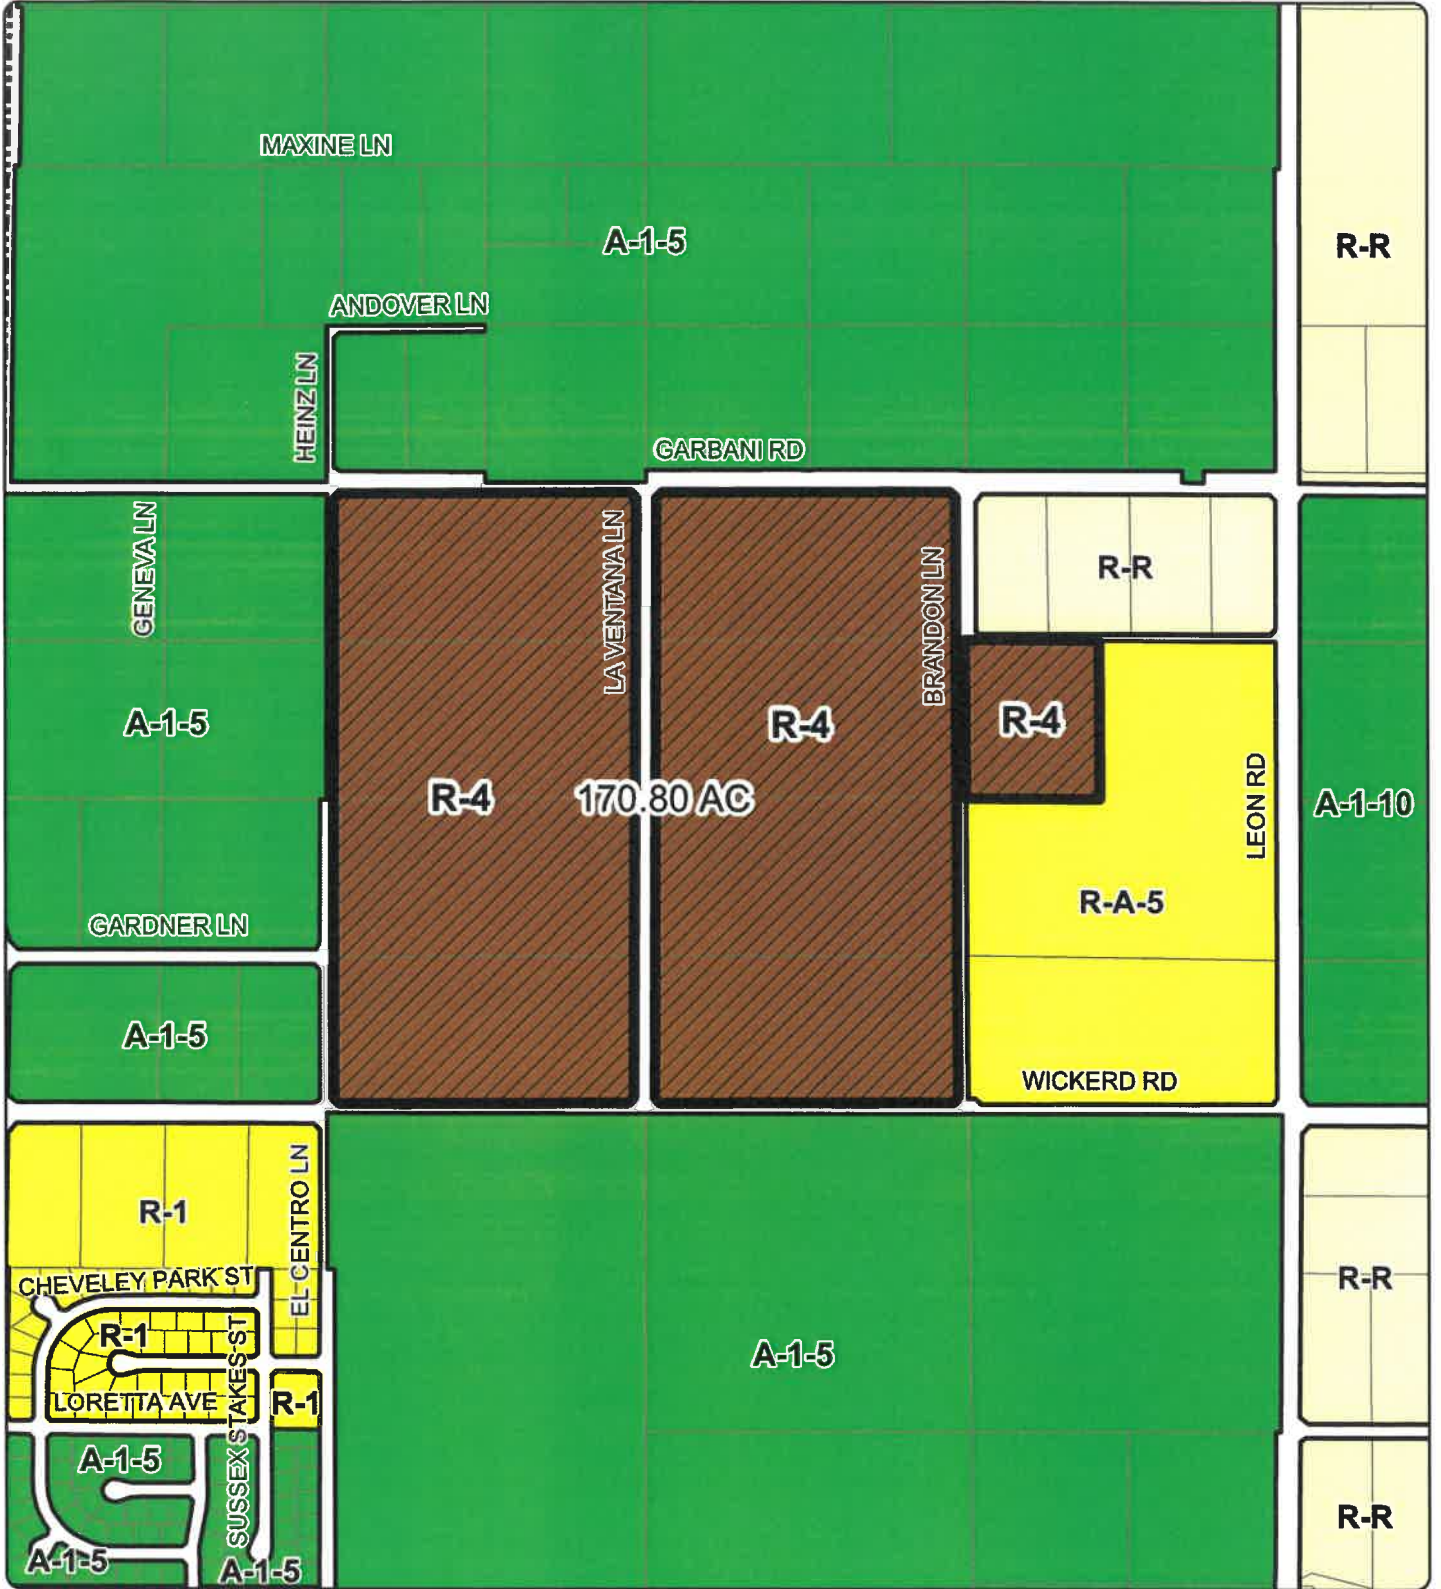 MAXINE LN
A-1-5
R-R
ANDOVER LN
HEINZ LN
GARBANI RD
GENEVA LN
LA VENTANA LN
BRANDON LN
R-R
A-1-5
R-4
R-4
R-4
170.80 AC
LEON RD
A-1-10
R-A-5
GARDNER LN
A-1-5
WICKERD RD
R-1
EL CENTRO LN
CHEVELEY PARK ST
R-R
R-1
SUSSEX STAKES ST
A-1-5
LORETTA AVE
R-1
A-1-5
R-R
A-1-5
A-1-5